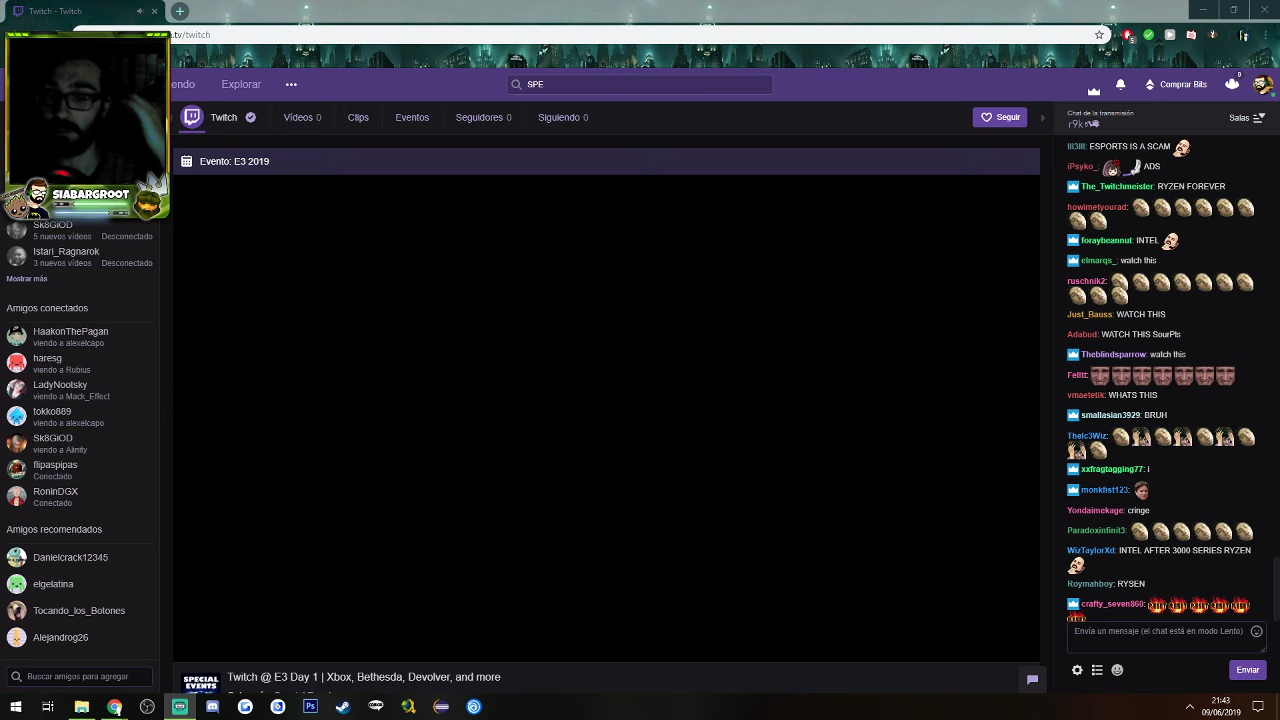 Twitch - Twitch
.tv/twitch
endo
Explorar
SPE
Comprar Bits
0
Twitch
Vídeos 0
Clips
Eventos
Seguidores 0
Siguiendo 0
Seguir
Evento: E3 2019
SIABARGROOT
Sk8GiOD
5 nuevos vídeos Desconectado
Istari_Ragnarok
3 nuevos vídeos Desconectado
Mostrar más
Amigos conectados
HaakonThePagan
viendo a alexelcapo
haresg
viendo a Rubius
LadyNootsky
viendo a Mack_Effect
tokko889
viendo a alexelcapo
Sk8GiOD
viendo a Alinity
flipaspipas
Conectado
RoninDGX
Conectado
Amigos recomendados
Danielcrack12345
elgelatina
Tocando_los_Botones
Alejandrog26
Buscar amigos para agregar
SPECIAL
EVENTS
Twitch @ E3 Day 1 | Xbox, Bethesda, Devolver, and more
Chat de la transmisión
r9k
Salas
lll3lll: ESPORTS IS A SCAM
iPsyko_: ADS
The_Twitchmeister: RYZEN FOREVER
howimetyourad:
foraybeannut: INTEL
elmarqs_: watch this
ruschnik2:
Just_Bauss: WATCH THIS
Adabud: WATCH THIS SourPls
Theblindsparrow: watch this
Felltt:
vmaetetik: WHATS THIS
smallasian3929: BRUH
Thelc3Wiz:
xxfragtagging77: i
monkfist123:
Yondaimekage: cringe
Paradoxinfinit3:
WizTaylorXd: INTEL AFTER 3000 SERIES RYZEN
Roymahboy: RYSEN
crafty_seven860:
Envía un mensaje (el chat está en modo Lento)
Enviar
21:43
09/06/2019